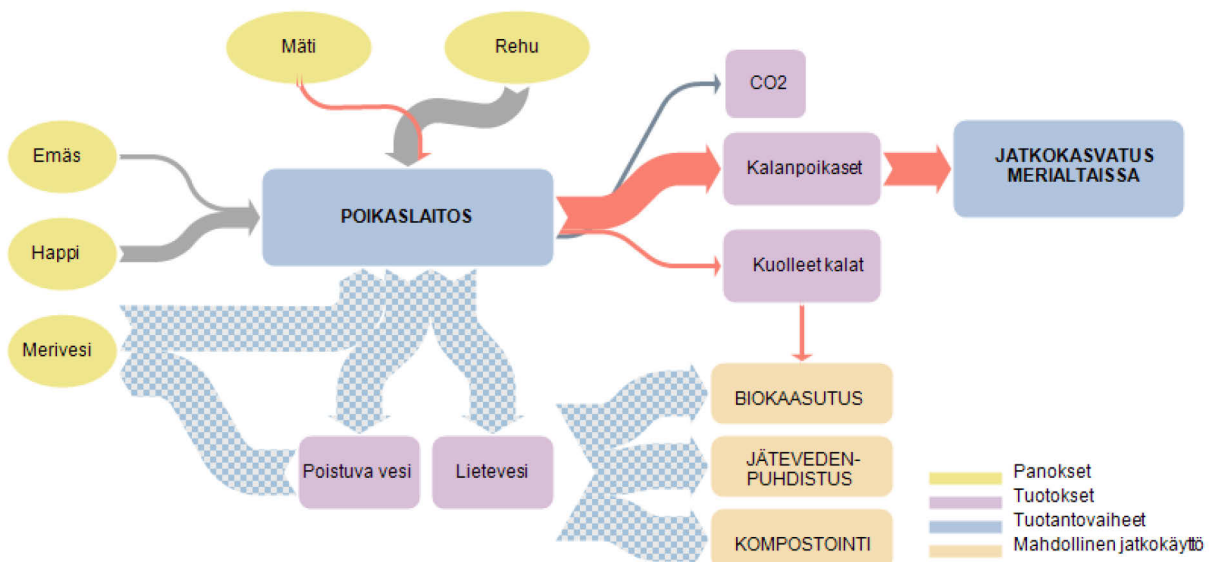 Mäti
Rehu
CO2
Emäs
Kalanpoikaset
JATKOKASVATUS
MERIALTAISSA
POIKASLAITOS
Happi
Kuolleet kalat
Merivesi
BIOKAASUTUS
Poistuva vesi
Lietevesi
JÄTEVEDEN-
PUHDISTUS
KOMPOSTOINTI
Panokset
Tuotokset
Tuotantovaiheet
Mahdollinen jatkokäyttö